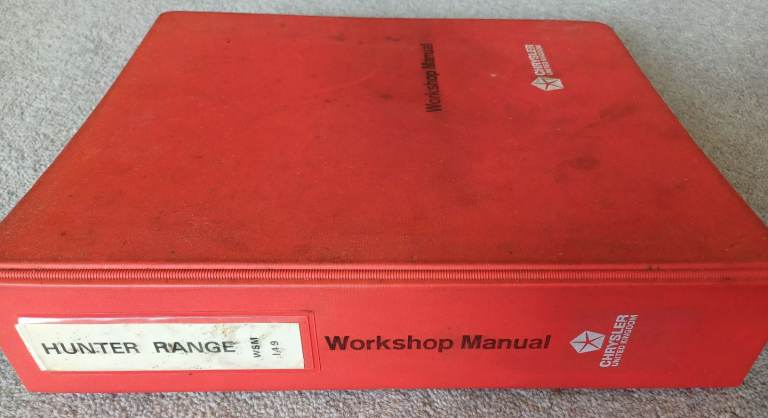 Workshop Manual
CHRYSLER
UNITED KINGDOM
HUNTER RANGE WSM
149
Workshop Manual
CHRYSLER
UNITED KINGDOM